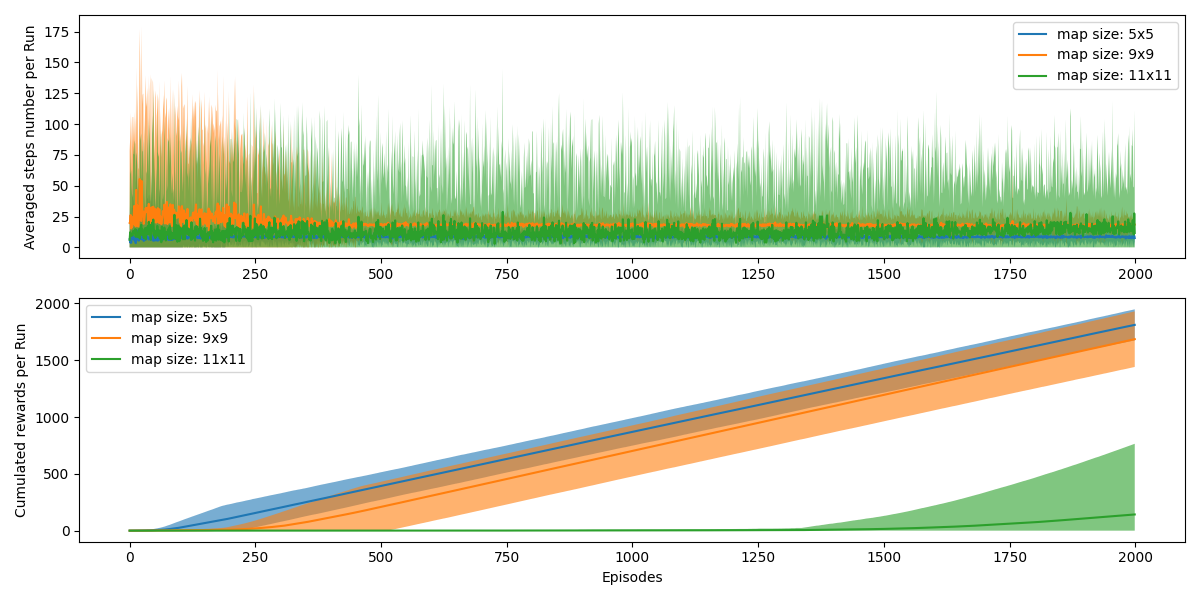 Averaged steps number per Run
175
150
125
100
75
50
25
0
map size: 5x5
map size: 9x9
map size: 11x11
0 250 500 750 1000 1250 1500 1750 2000
Cumulated rewards per Run
2000
1500
1000
500
0
map size: 5x5
map size: 9x9
map size: 11x11
0 250 500 750 1000 1250 1500 1750 2000
Episodes